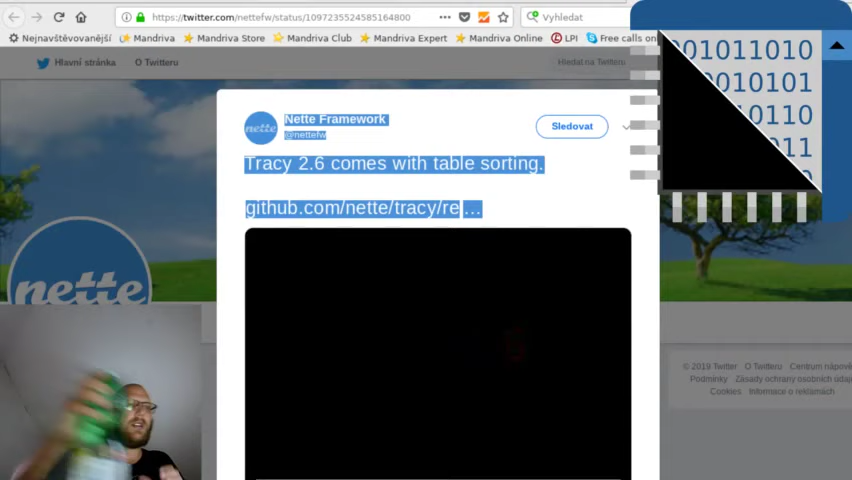 https://twitter.com/nettefw/status/1097235524585164800
Vyhledat
Nejnavštěvovanější Mandriva Mandriva Store Mandriva Club Mandriva Expert Mandriva Online LPI Free calls on
Hlavní stránka O Twitteru Hledat na Twitteru
nette Nette Framework
@nettefw
Sledovat
Tracy 2.6 comes with table sorting.
github.com/nette/tracy/re…
nette
001011010
010101
0110
11
© 2019 Twitter O Twitteru Centrum nápově
Podmínky Zásady ochrany osobních údaj
Cookies Informace o reklamách